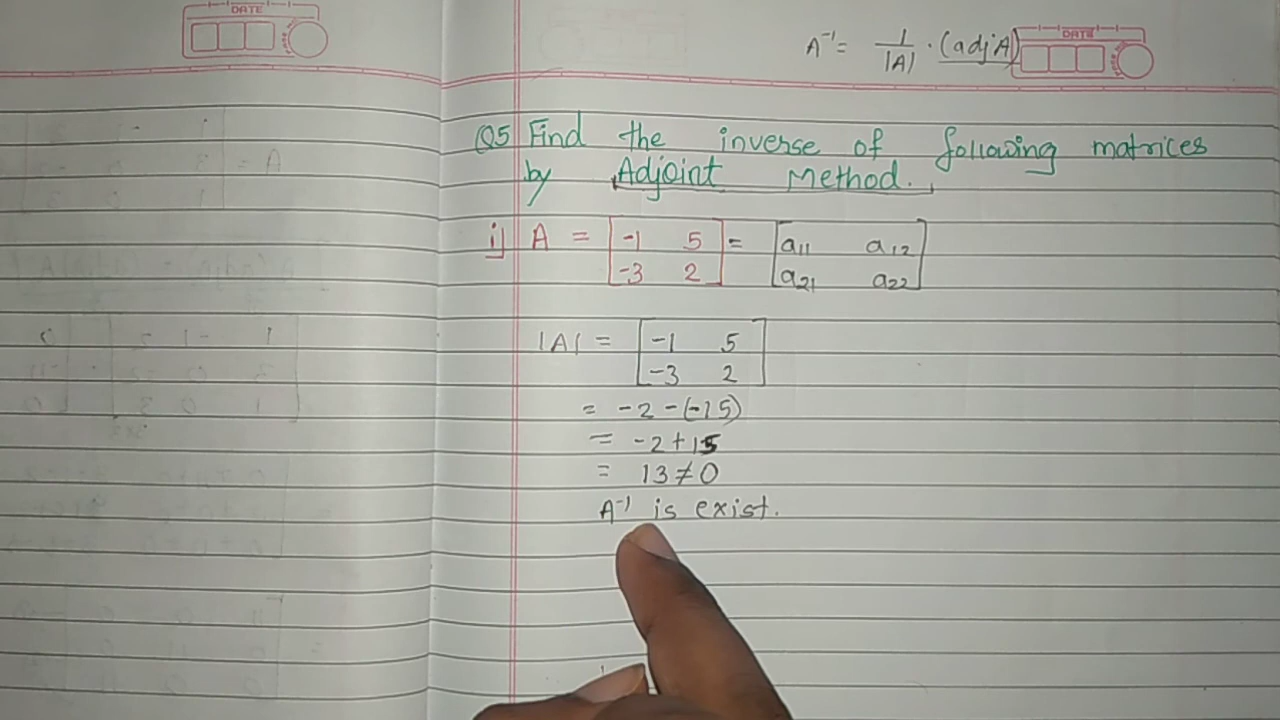 DATE
DATE
A⁻¹ = 1/|A| · (adj A)
Q5 Find the inverse of following matrices
by Adjoint Method.
i) A = [-1 5 = [a₁₁ a₁₂
-3 2] a₂₁ a₂₂]
|A| = [-1 5
-3 2]
= -2-(-15)
= -2+15
= 13≠0
A⁻¹ is exist.